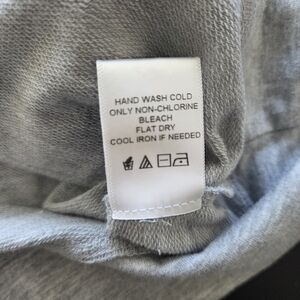 HAND WASH COLD
ONLY NON-CHLORINE
BLEACH
FLAT DRY
COOL IRON IF NEEDED